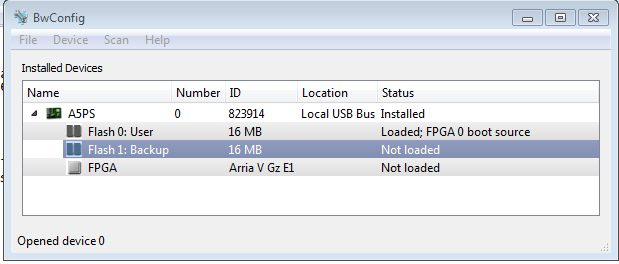 BwConfig
File Device Scan Help
Installed Devices
Name Number ID Location Status
A5PS 0 823914 Local USB Bus Installed
Flash 0: User 16 MB Loaded; FPGA 0 boot source
Flash 1: Backup 16 MB Not loaded
FPGA Arria V Gz E1 Not loaded
Opened device 0